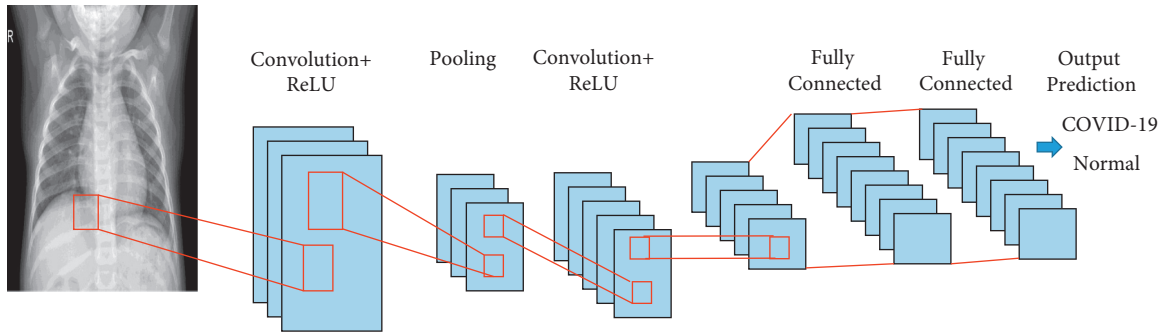 R
Convolution+
ReLU
Pooling
Convolution+
ReLU
Fully
Connected
Fully
Connected
Output
Prediction
COVID-19
Normal